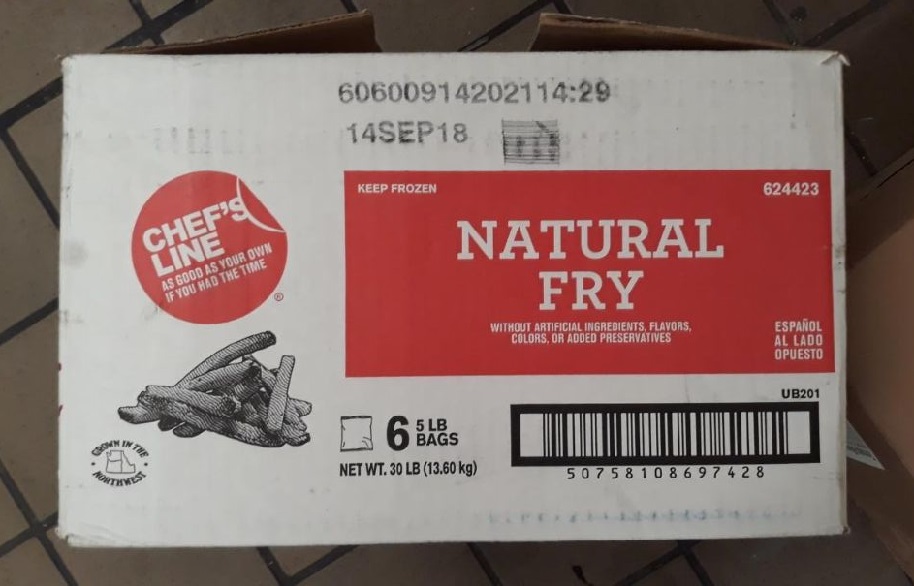 60600914202114:29
14SEP18
CHEF'S
LINE
AS GOOD AS YOUR OWN
IF YOU HAD THE TIME
®
KEEP FROZEN
624423
NATURAL
FRY
WITHOUT ARTIFICIAL INGREDIENTS, FLAVORS,
COLORS, OR ADDED PRESERVATIVES
ESPAÑOL
AL LADO
OPUESTO
GROWN IN THE
NORTHWEST
6 5 LB
BAGS
NET WT. 30 LB (13.60 kg)
UB201
50758108697428